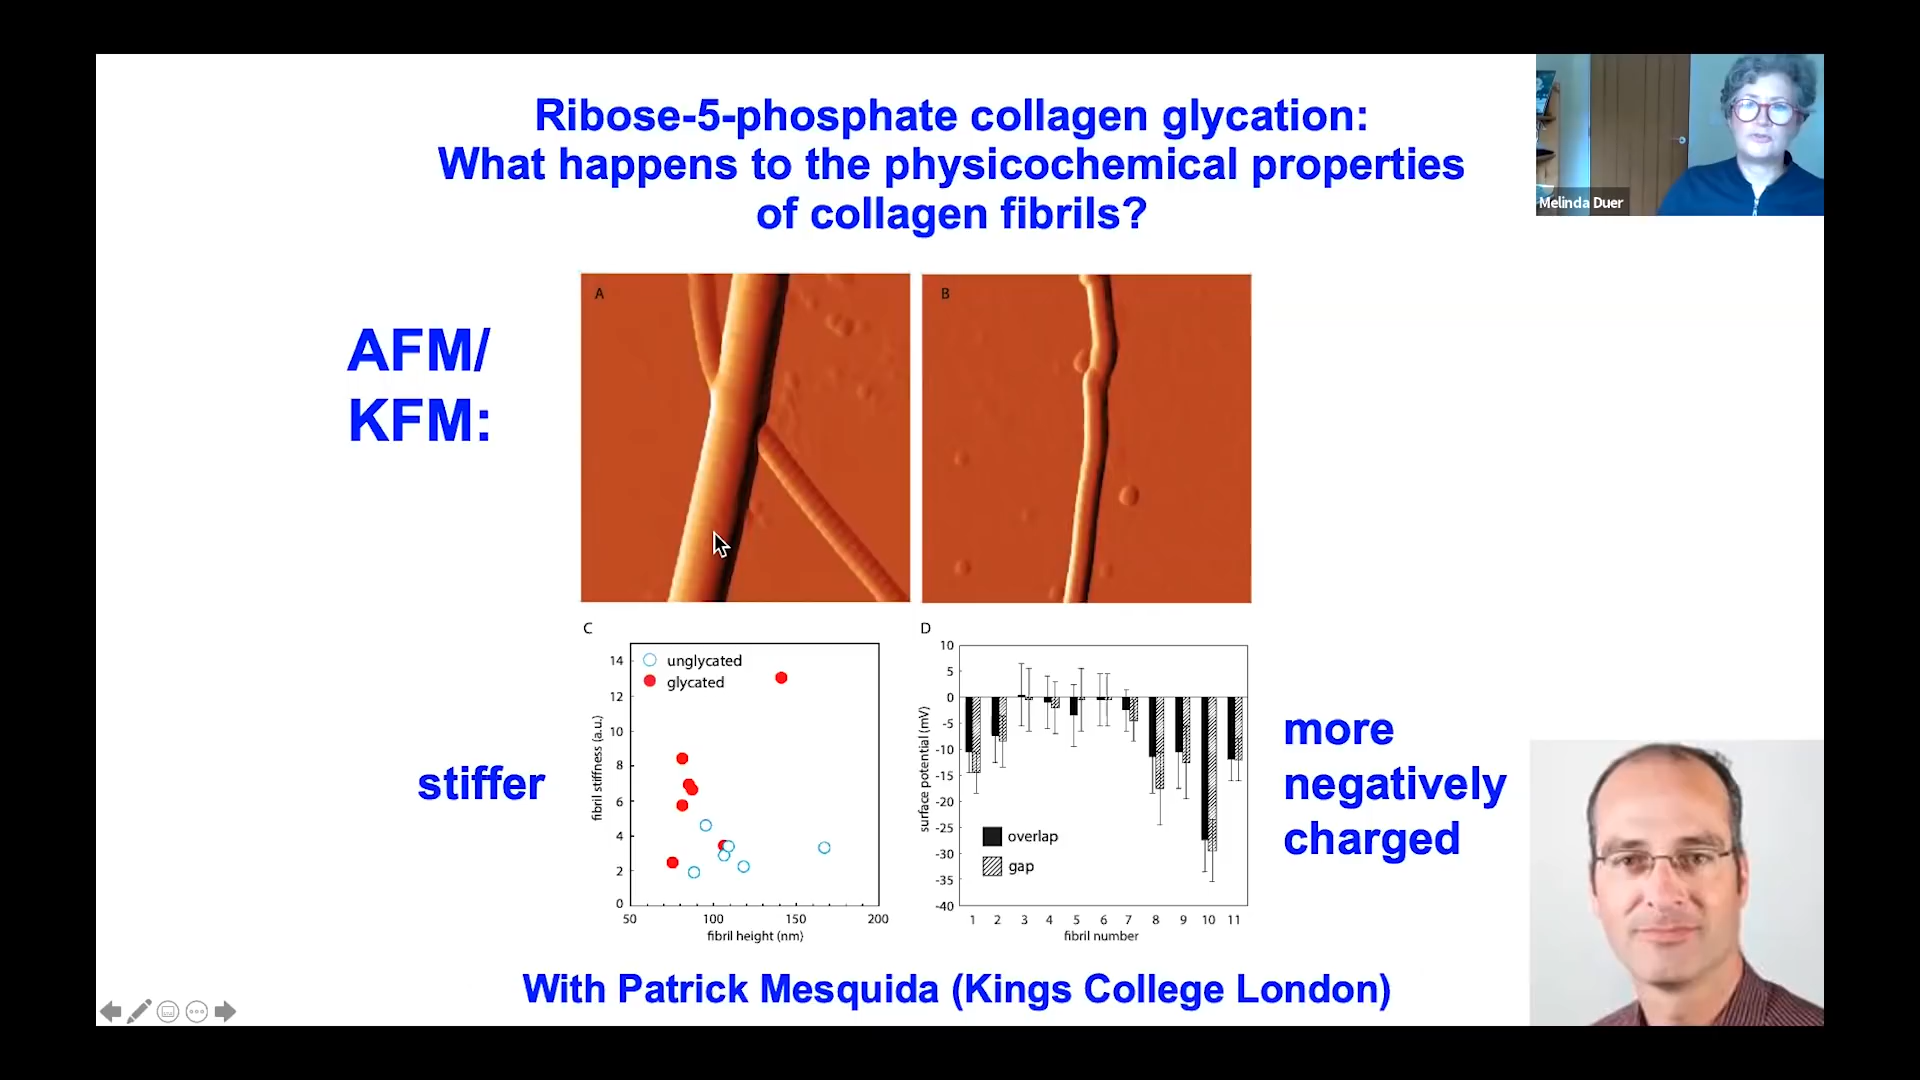 Ribose-5-phosphate collagen glycation:
What happens to the physicochemical properties
of collagen fibrils?
Melinda Duer
AFM/
KFM:
A
B
C
14
12
10
8
6
4
2
0
50
100
150
200
fibril stiffness (a.u.)
fibril height (nm)
unglycated
glycated
stiffer
D
10
5
0
-5
-10
-15
-20
-25
-30
-35
-40
surface potential (mV)
overlap
gap
1 2 3 4 5 6 7 8 9 10 11
fibril number
more
negatively
charged
With Patrick Mesquida (Kings College London)